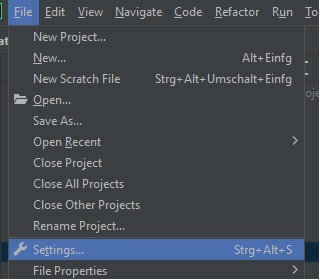 File Edit View Navigate Code Refactor Run To
New Project...
New... Alt+Einfg
New Scratch File Strg+Alt+Umschalt+Einfg
Open...
Save As...
Open Recent
Close Project
Close All Projects
Close Other Projects
Rename Project...
Settings... Strg+Alt+S
File Properties